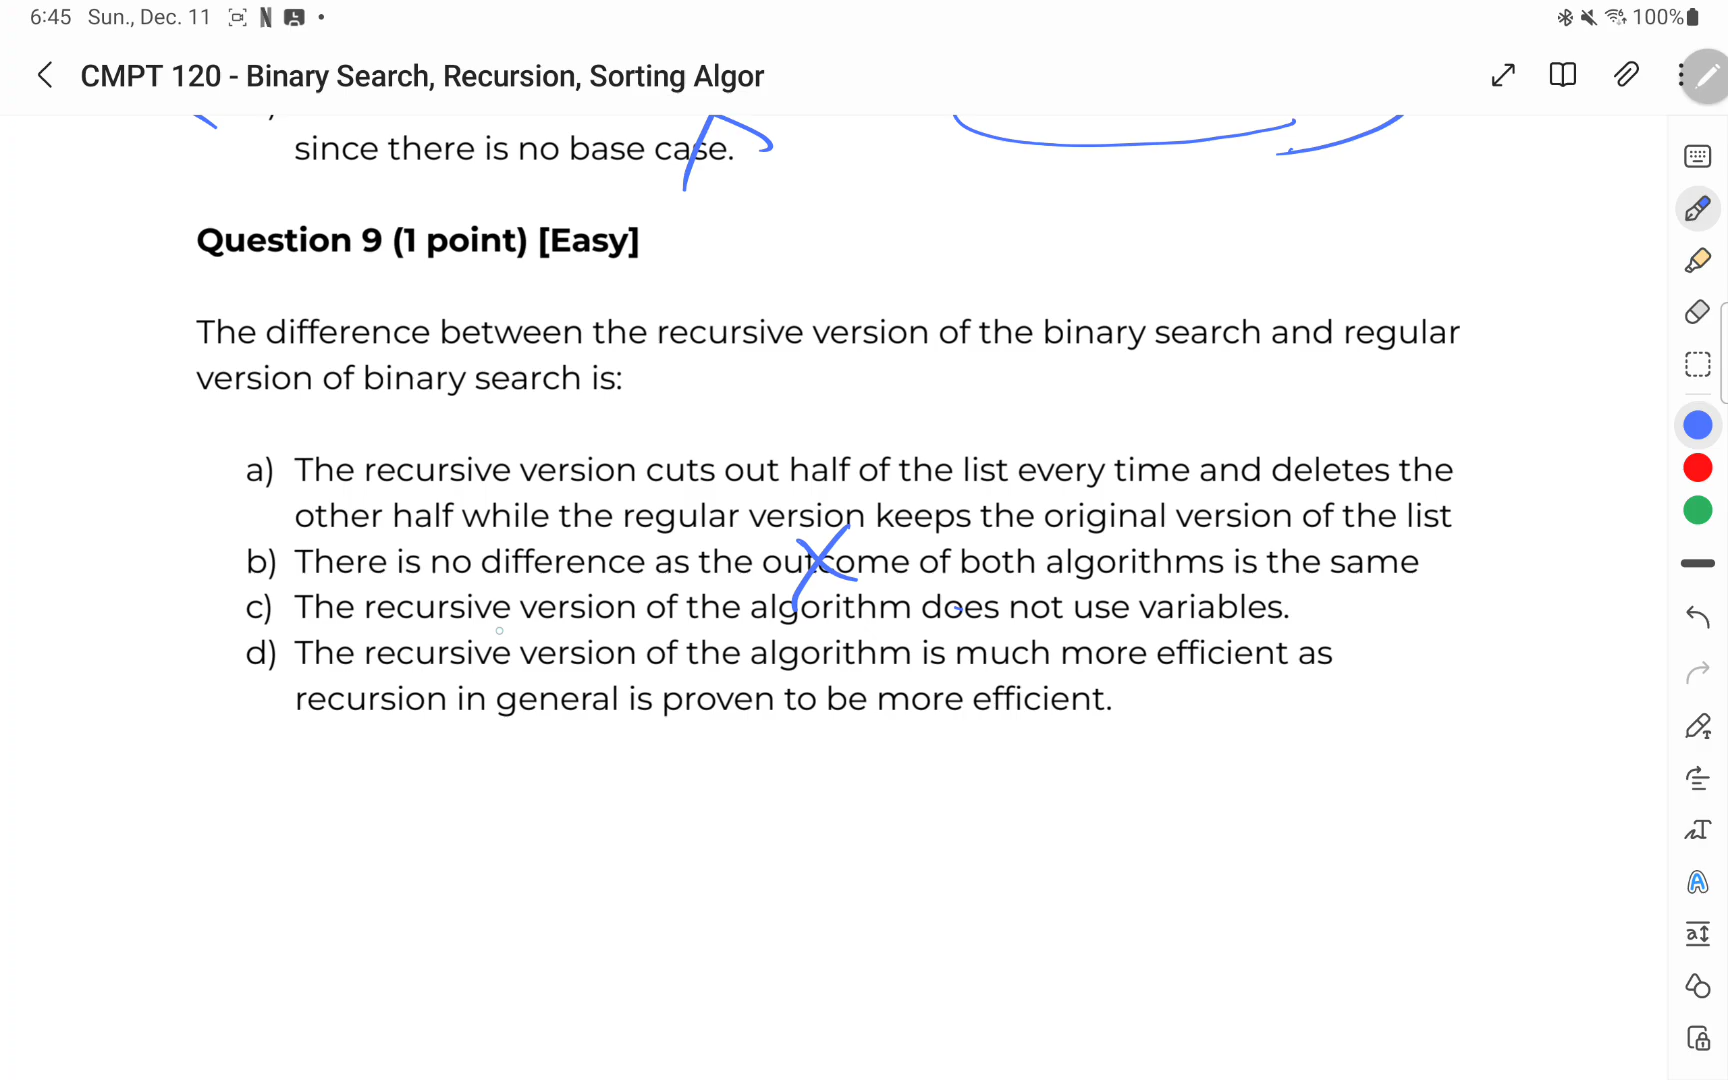 6:45 Sun., Dec. 11 100%
CMPT 120 - Binary Search, Recursion, Sorting Algor
since there is no base case.
Question 9 (1 point) [Easy]
The difference between the recursive version of the binary search and regular
version of binary search is:
a) The recursive version cuts out half of the list every time and deletes the
other half while the regular version keeps the original version of the list
b) There is no difference as the outcome of both algorithms is the same
c) The recursive version of the algorithm does not use variables.
d) The recursive version of the algorithm is much more efficient as
recursion in general is proven to be more efficient.